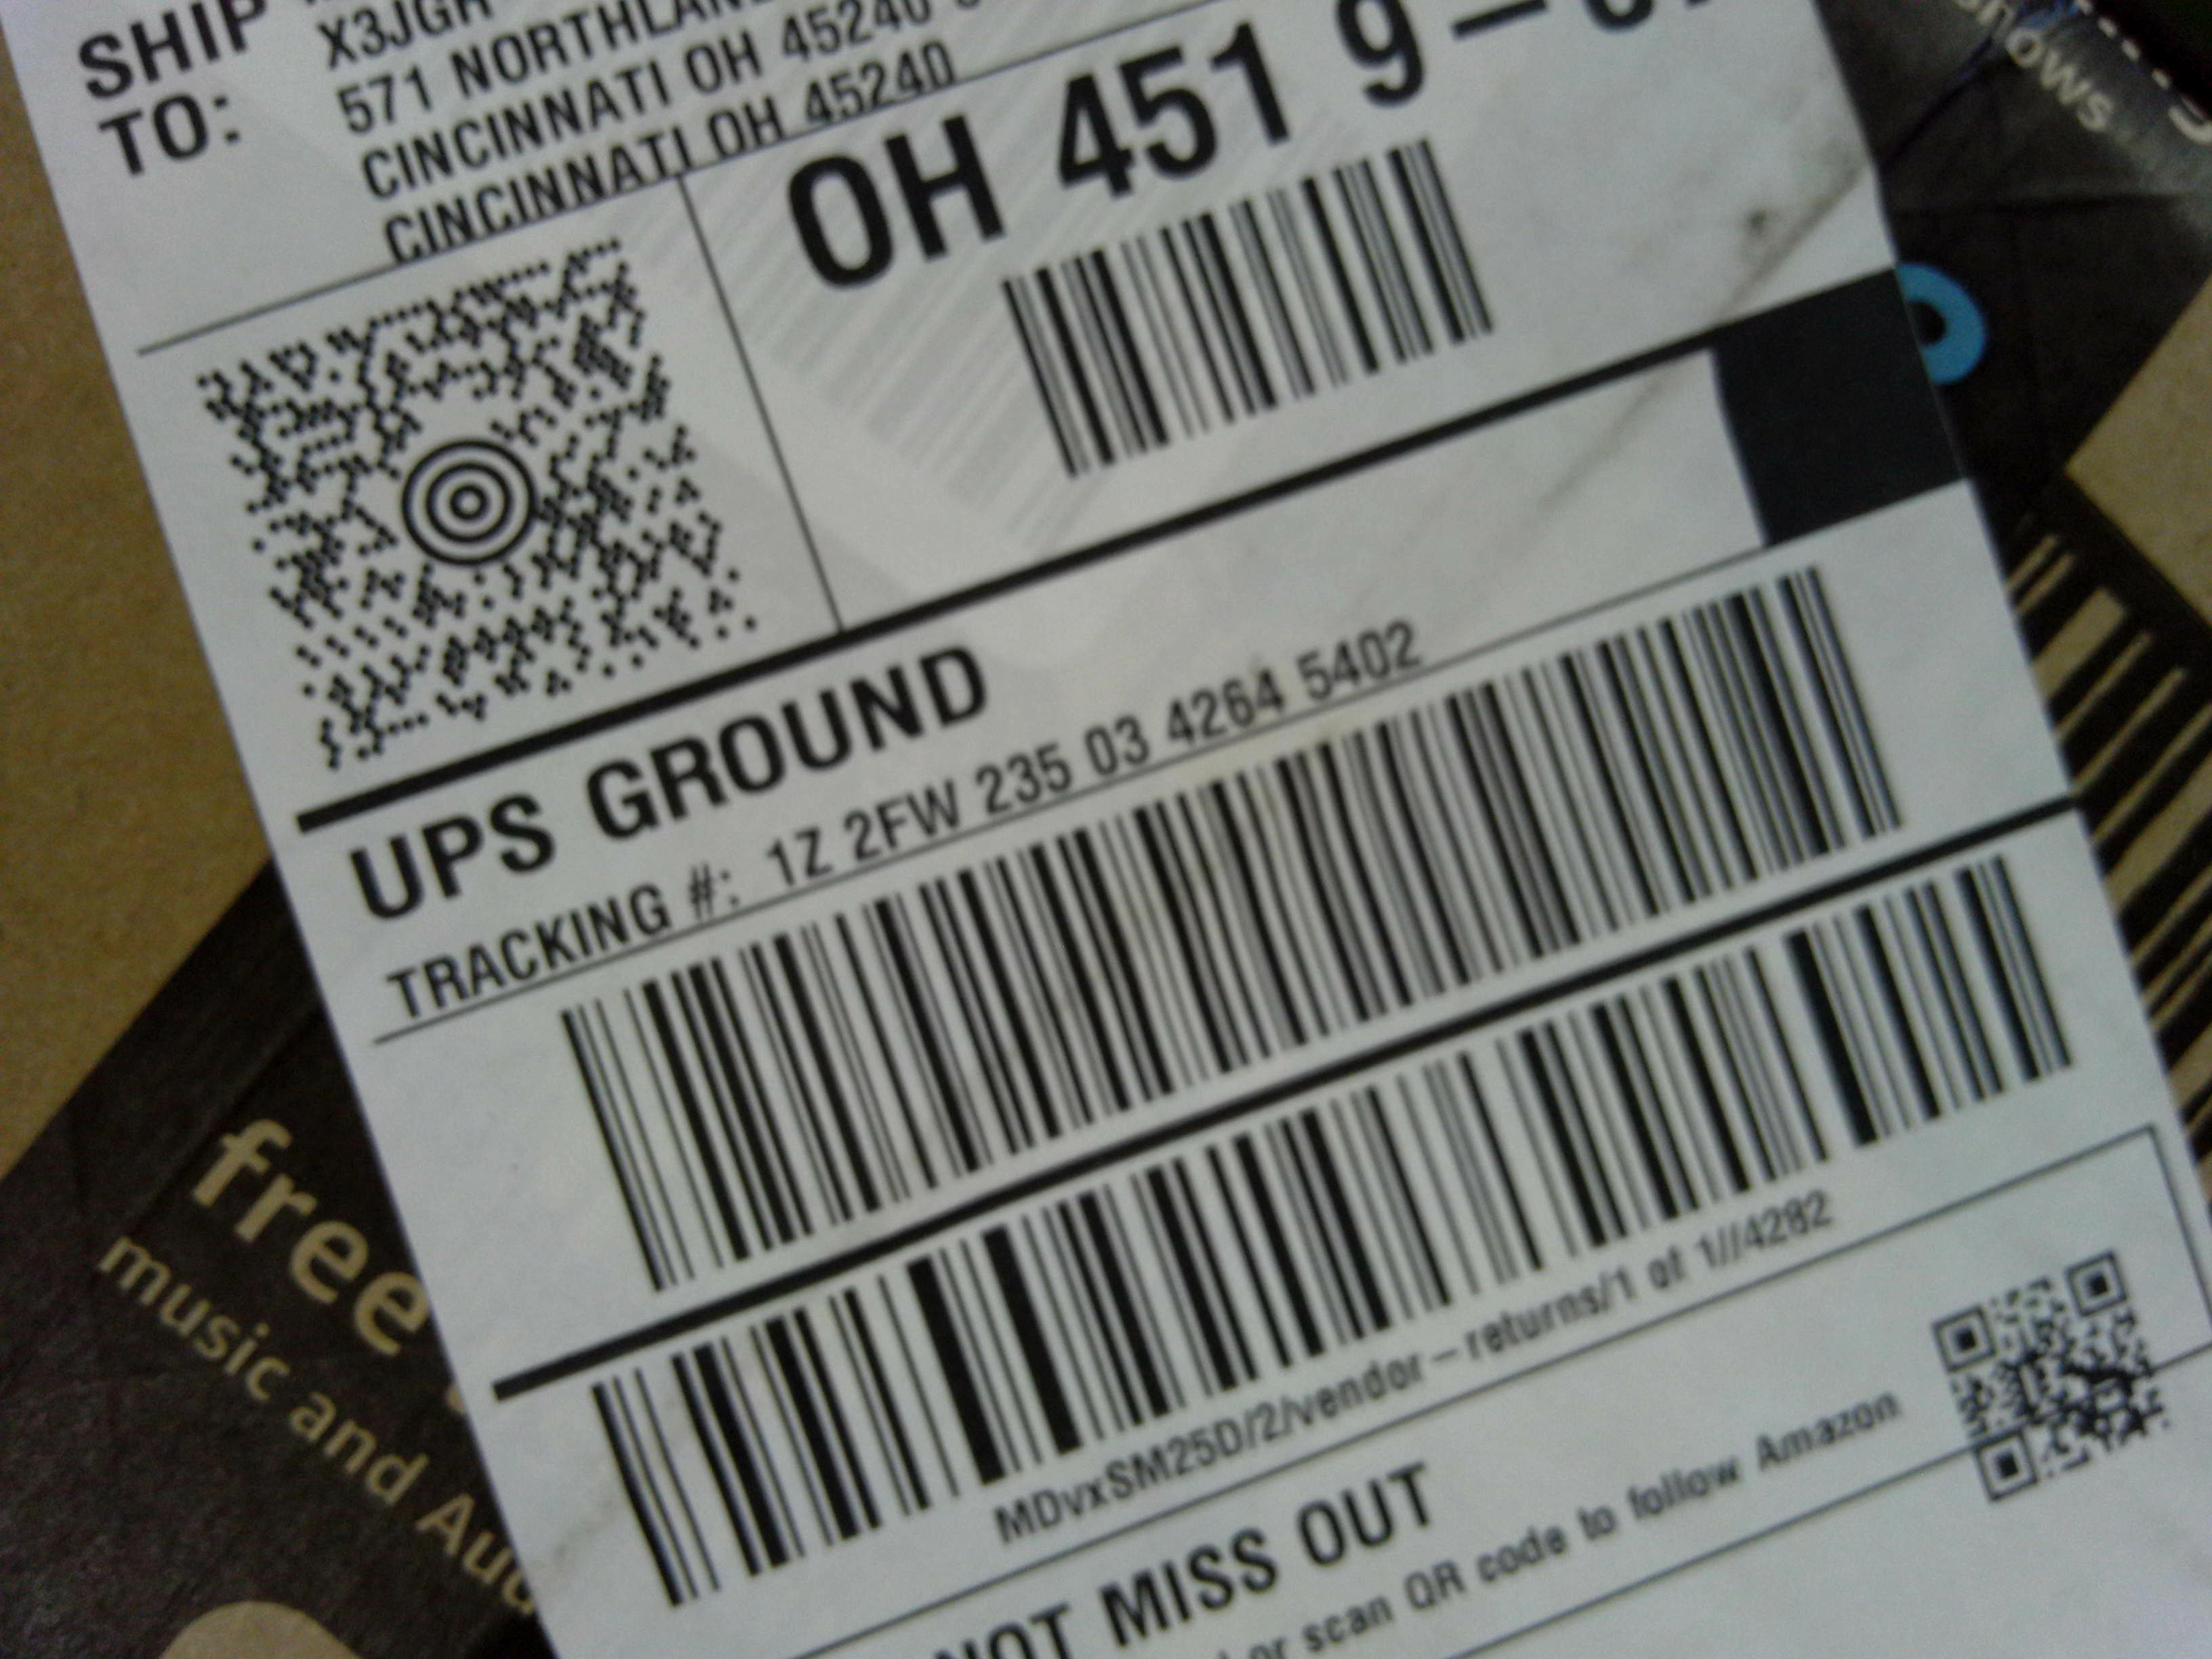 SHIP
TO:
571 NORTHLAN
CINCINNATI OH 45240
CINCINNATI OH 45240
OH 451 9-
UPS GROUND
TRACKING #: 1Z 2FW 235 03 4264 5402
MDvxSM25D/2/vendor-returns/1 of 1///4282
NOT MISS OUT
or scan QR code to follow Amazon
free
music and Au